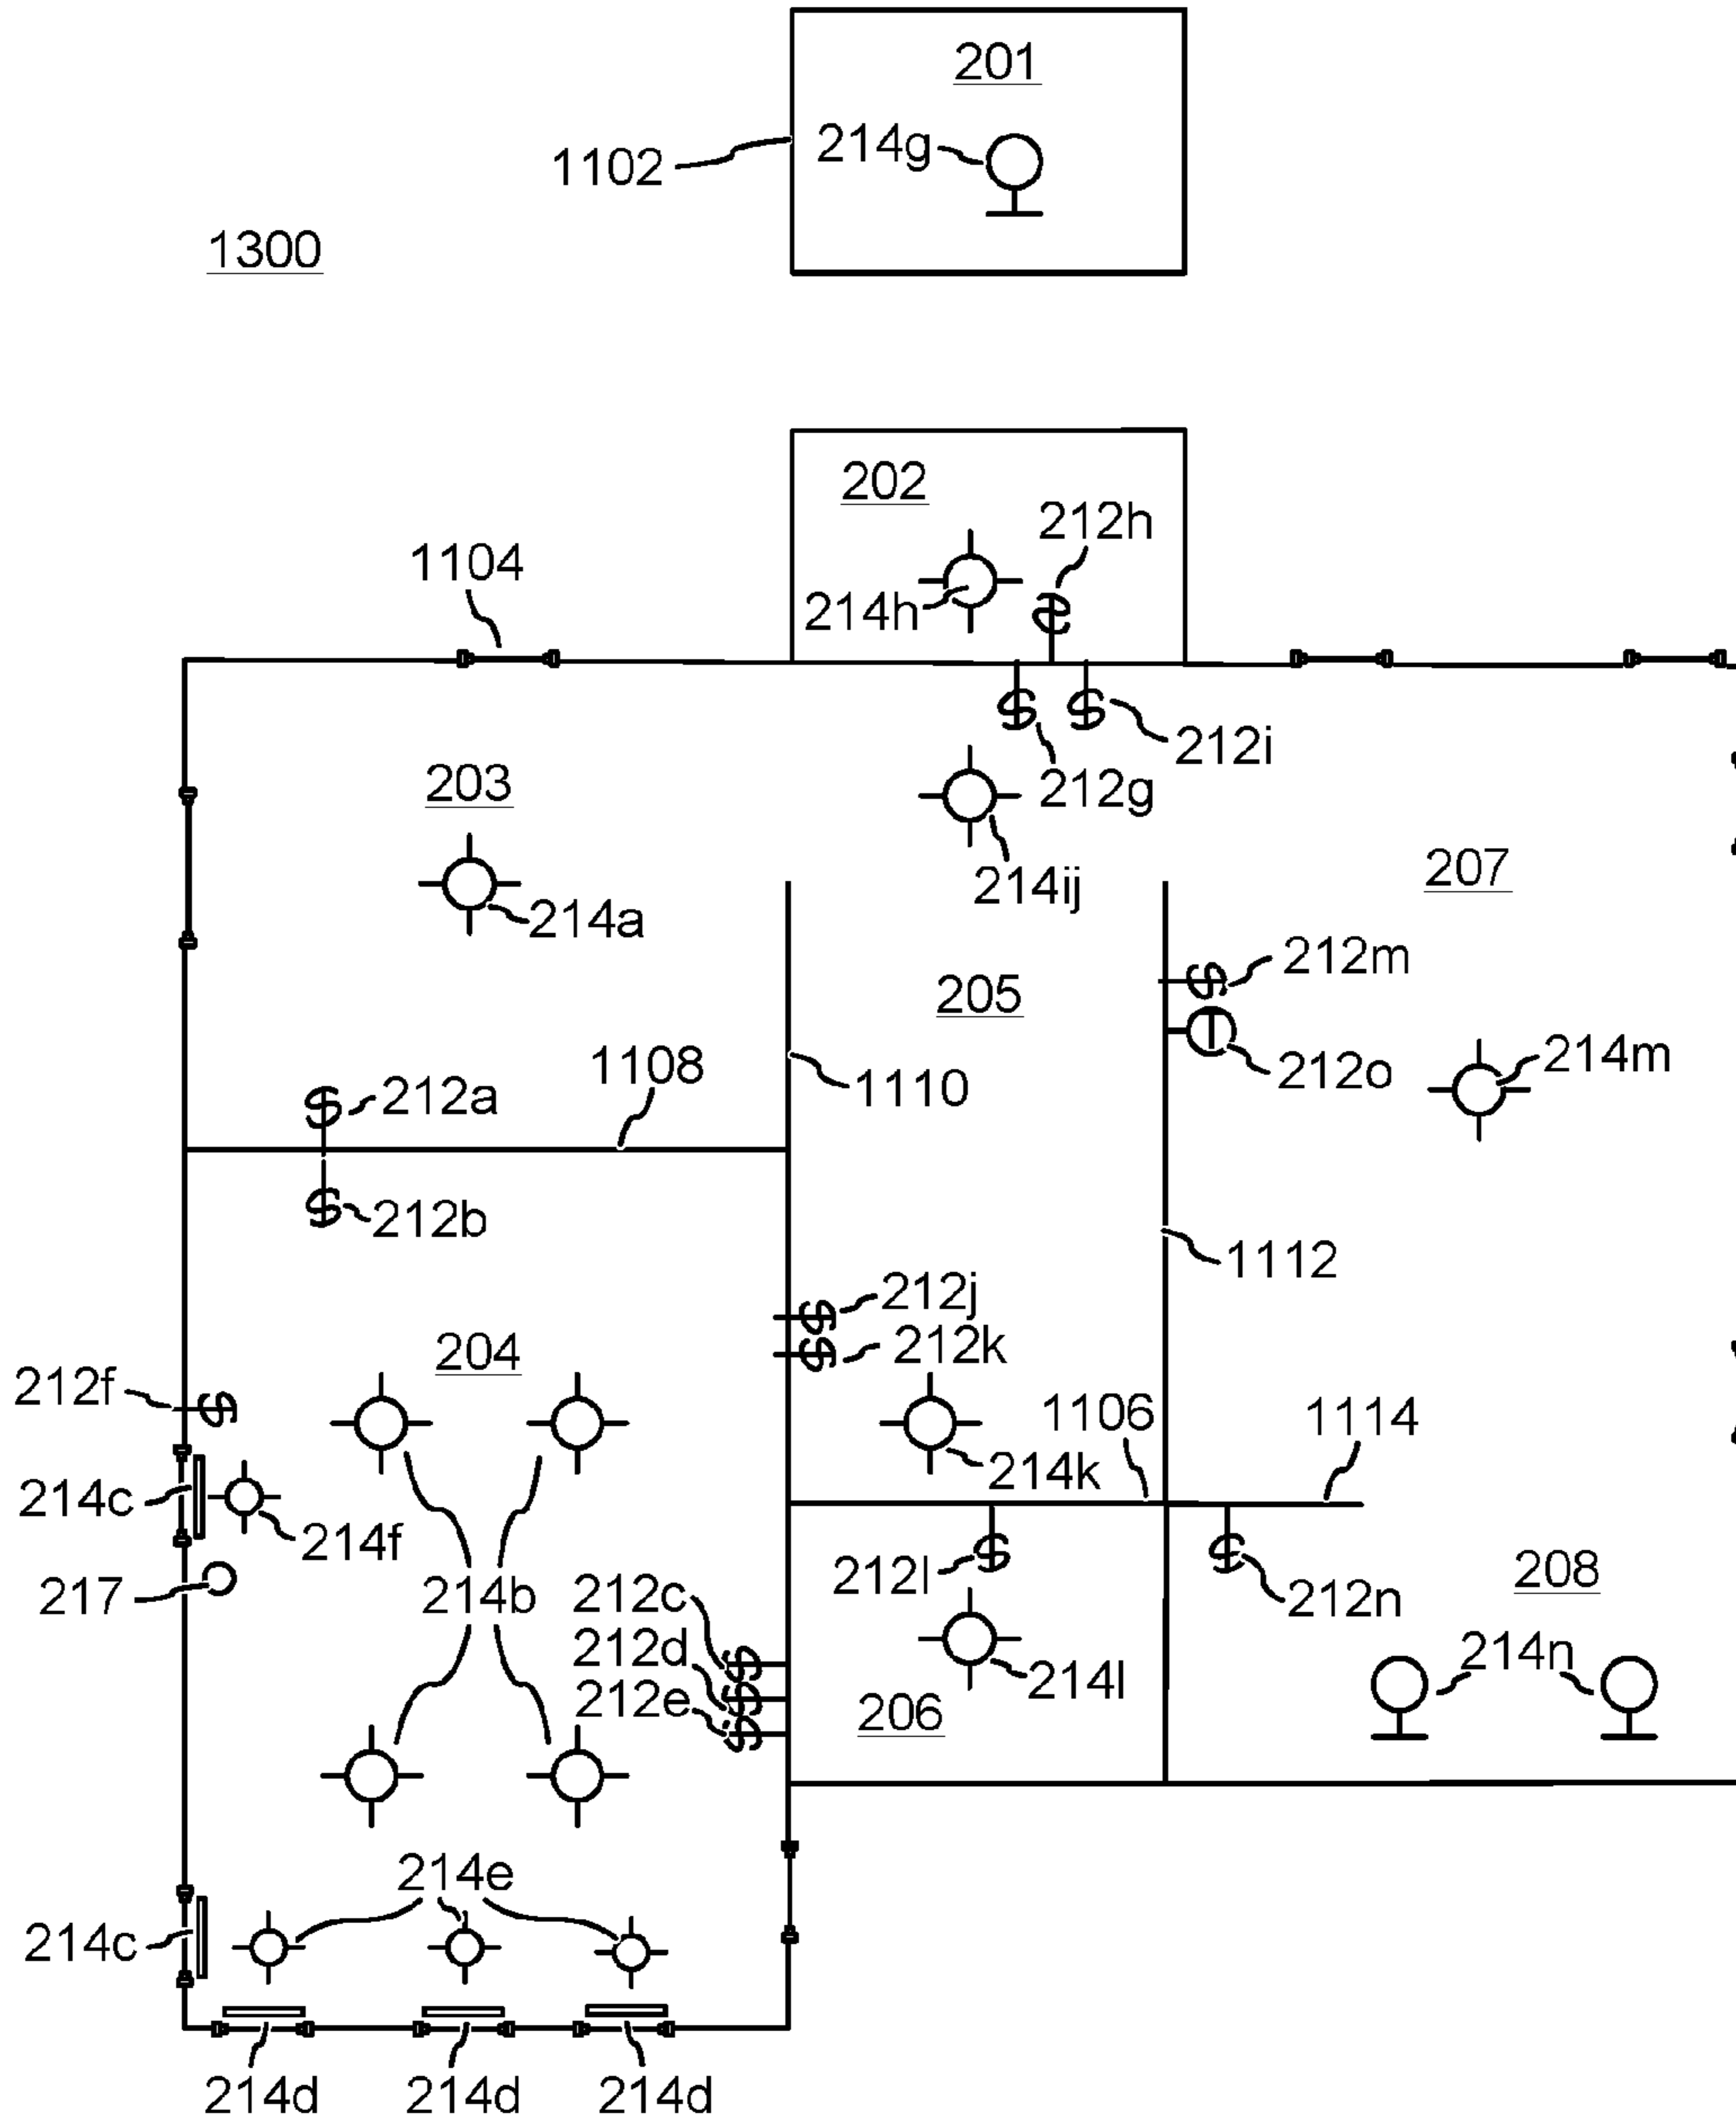 201
214g
1102
1300
202
212h
1104
214h
212i
203
212g
207
214ij
214a
212m
205
1108
214m
212o
212a
1110
212b
1112
212j
204
212k
212f
1106
1114
214k
214c
214f
212l
208
217
214b
212c
212n
212d
214n
212e
214l
206
214e
214c
214d
214d
214d